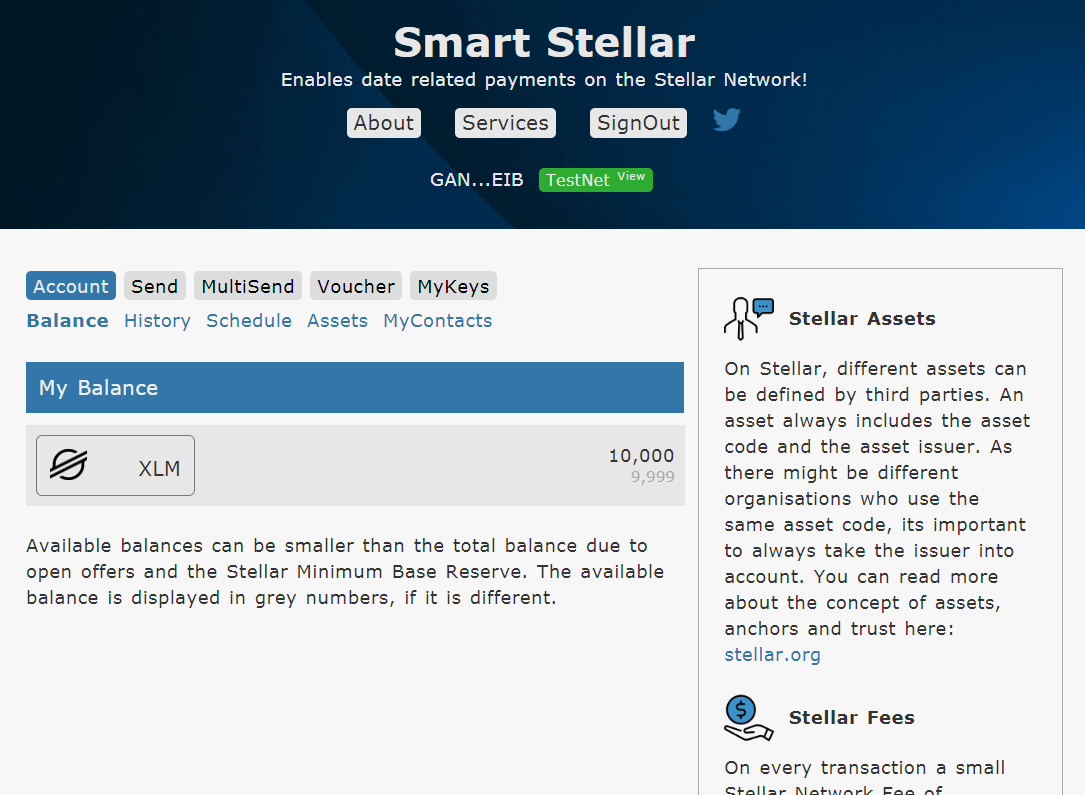 Smart Stellar
Enables date related payments on the Stellar Network!
About Services SignOut
GAN...EIB TestNet View
Account Send MultiSend Voucher MyKeys
Balance History Schedule Assets MyContacts
My Balance
XLM 10,000
9,999
Available balances can be smaller than the total balance due to
open offers and the Stellar Minimum Base Reserve. The available
balance is displayed in grey numbers, if it is different.
Stellar Assets
On Stellar, different assets can
be defined by third parties. An
asset always includes the asset
code and the asset issuer. As
there might be different
organisations who use the
same asset code, its important
to always take the issuer into
account. You can read more
about the concept of assets,
anchors and trust here:
stellar.org
Stellar Fees
On every transaction a small
Stellar Network Fee of